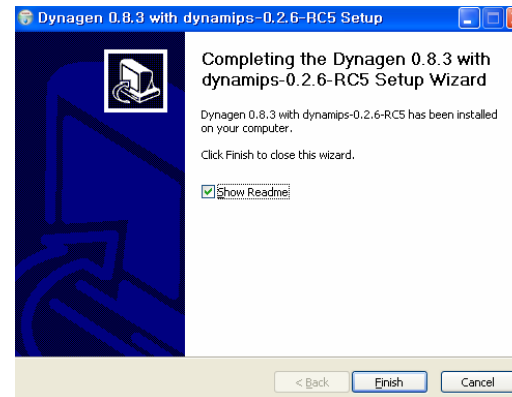 Dynagen 0.8.3 with dynamips-0.2.6-RC5 Setup
Completing the Dynagen 0.8.3 with
dynamips-0.2.6-RC5 Setup Wizard
Dynagen 0.8.3 with dynamips-0.2.6-RC5 has been installed
on your computer.
Click Finish to close this wizard.
Show Readme
< Back
Finish
Cancel